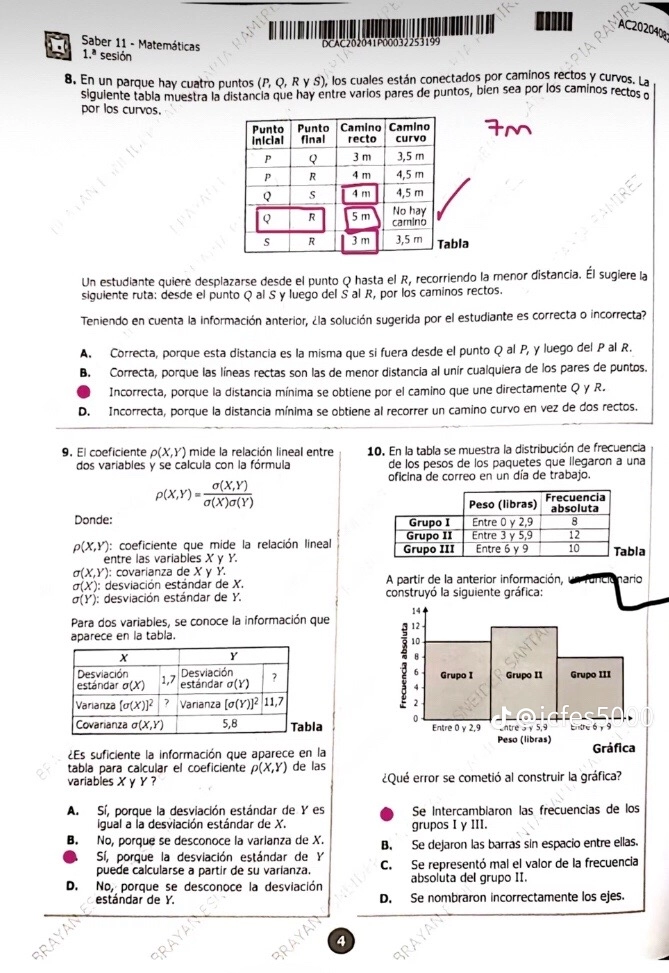 Saber 11 - Matemáticas
1.ª sesión
DCAC202041P00032253199
AC2020408
8. En un parque hay cuatro puntos (P, Q, R y S), los cuales están conectados por caminos rectos y curvos. La
siguiente tabla muestra la distancia que hay entre varios pares de puntos, bien sea por los caminos rectos o
por los curvos.
7m
Punto inicial Punto final Camino recto Camino curvo
P Q 3 m 3,5 m
P R 4 m 4,5 m
Q S 4 m 4,5 m
Q R 5 m No hay camino
S R 3 m 3,5 m
Tabla
Un estudiante quiere desplazarse desde el punto Q hasta el R, recorriendo la menor distancia. Él sugiere la
siguiente ruta: desde el punto Q al S y luego del S al R, por los caminos rectos.
Teniendo en cuenta la información anterior, ¿la solución sugerida por el estudiante es correcta o incorrecta?
A. Correcta, porque esta distancia es la misma que si fuera desde el punto Q al P, y luego del P al R.
B. Correcta, porque las líneas rectas son las de menor distancia al unir cualquiera de los pares de puntos.
Incorrecta, porque la distancia mínima se obtiene por el camino que une directamente Q y R.
D. Incorrecta, porque la distancia mínima se obtiene al recorrer un camino curvo en vez de dos rectos.
9. El coeficiente ρ(X,Y) mide la relación lineal entre
dos variables y se calcula con la fórmula
ρ(X,Y) = σ(X,Y) / σ(X)σ(Y)
Donde:
ρ(X,Y): coeficiente que mide la relación lineal
entre las variables X y Y.
σ(X,Y): covarianza de X y Y.
σ(X): desviación estándar de X.
σ(Y): desviación estándar de Y.
Para dos variables, se conoce la información que
aparece en la tabla.
X Y
Desviación estándar σ(X) 1,7 Desviación estándar σ(Y) ?
Varianza [σ(X)]² ? Varianza [σ(Y)]² 11,7
Covarianza σ(X,Y) 5,8
Tabla
¿Es suficiente la información que aparece en la
tabla para calcular el coeficiente ρ(X,Y) de las
variables X y Y ?
A. Sí, porque la desviación estándar de Y es
igual a la desviación estándar de X.
B. No, porque se desconoce la varianza de X.
Sí, porque la desviación estándar de Y
puede calcularse a partir de su varianza.
D. No, porque se desconoce la desviación
estándar de Y.
10. En la tabla se muestra la distribución de frecuencia
de los pesos de los paquetes que llegaron a una
oficina de correo en un día de trabajo.
Peso (libras) Frecuencia absoluta
Grupo I Entre 0 y 2,9 8
Grupo II Entre 3 y 5,9 12
Grupo III Entre 6 y 9 10
Tabla
A partir de la anterior información, un funcionario
construyó la siguiente gráfica:
Frecuencia absoluta
14
12
10
8
6
4
2
0
Grupo I Grupo II Grupo III
Entre 0 y 2,9 Entre 3 y 5,9 Entre 6 y 9
Peso (libras)
Gráfica
@icfes5000
¿Qué error se cometió al construir la gráfica?
Se intercambiaron las frecuencias de los
grupos I y III.
B. Se dejaron las barras sin espacio entre ellas.
C. Se representó mal el valor de la frecuencia
absoluta del grupo II.
D. Se nombraron incorrectamente los ejes.
4